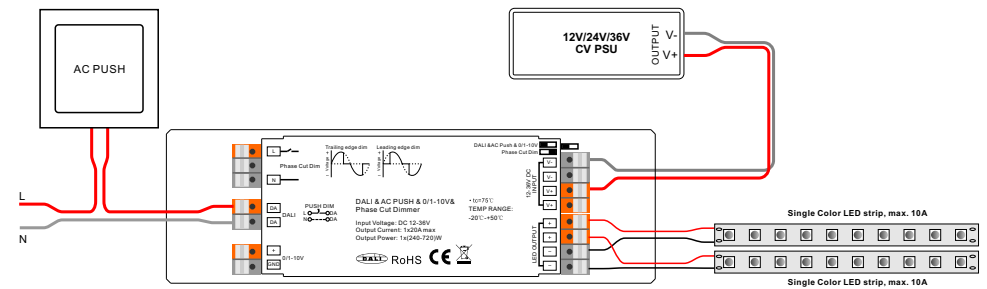 AC PUSH
L
N
12V/24V/36V
CV PSU
OUTPUT
V-
V+
Trailing edge dim
Leading edge dim
Voltage
Voltage
L
Phase Cut Dim
N
DA
DALI
DA
PUSH DIM
L DA
N DA
+
0/1-10V
GND
DALI & AC PUSH & 0/1-10V&
Phase Cut Dimmer
Input Voltage: DC 12-36V
Output Current: 1x20A max
Output Power: 1x(240-720)W
DALI
RoHS
CE
• tc=75℃
TEMP RANGE:
-20℃-+50℃
DALI &AC Push & 0/1-10V
Phase Cut Dim
12-36V DC
INPUT
V-
V-
V+
V+
LED OUTPUT
+
+
−
−
Single Color LED strip, max. 10A
Single Color LED strip, max. 10A